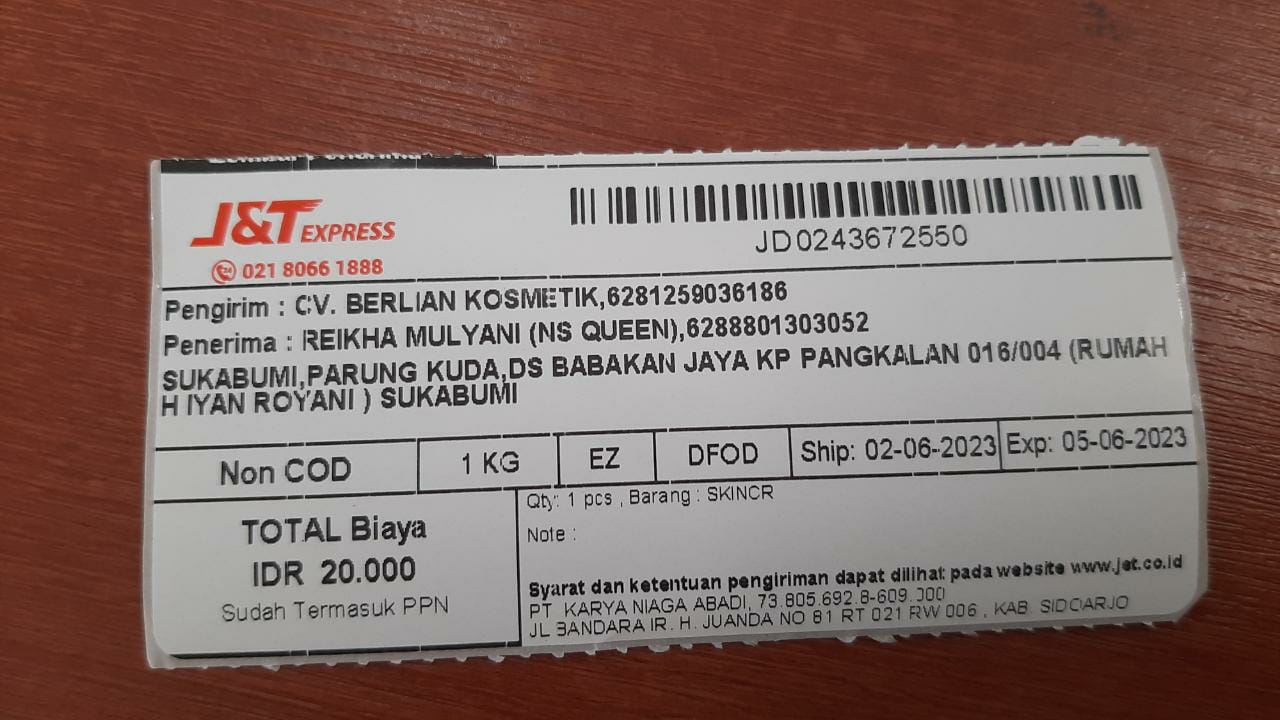 J&T EXPRESS
021 8066 1888
JD0243672550
Pengirim : CV. BERLIAN KOSMETIK,6281259036186
Penerima : REIKHA MULYANI (NS QUEEN),6288801303052
SUKABUMI,PARUNG KUDA,DS BABAKAN JAYA KP PANGKALAN 016/004 (RUMAH
H IYAN ROYANI ) SUKABUMI
Non COD 1 KG EZ DFOD Ship: 02-06-2023 Exp: 05-06-2023
TOTAL Biaya
IDR 20.000
Sudah Termasuk PPN
Qty: 1 pcs , Barang : SKINCR
Note :
Syarat dan ketentuan pengiriman dapat dilihat pada website www.jet.co.id
PT. KARYA NIAGA ABADI, 73.805.692.8-609.000
JL BANDARA IR. H. JUANDA NO 81 RT 021 RW 006 , KAB. SIDOARJO